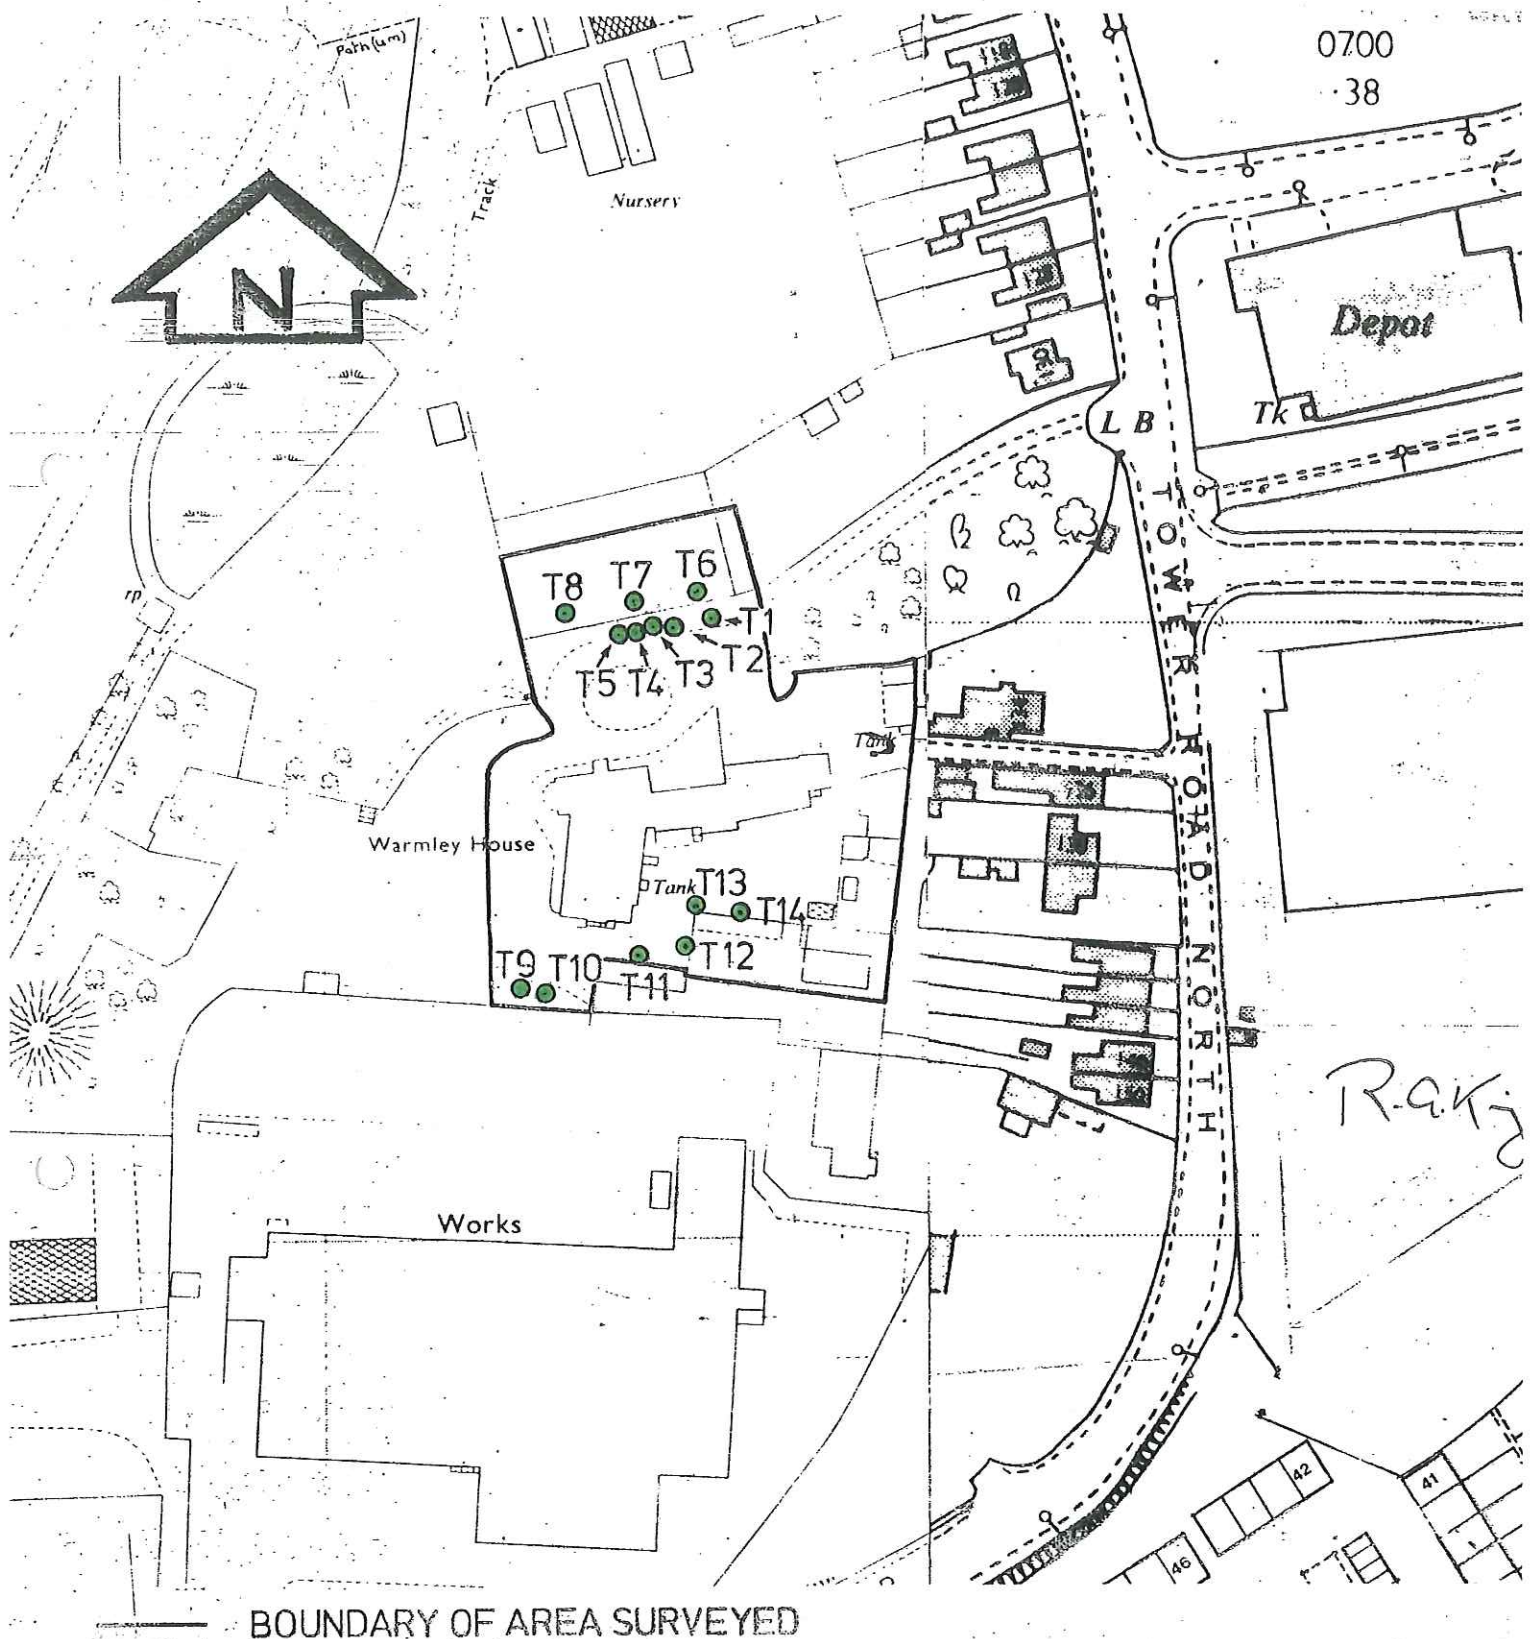 Path(um)
0700
·38
Track
Nursery
N
Depot
Tk
L B
rp
T8
T7
T6
T1
T2
T3
T4
T5
Tank
Warmley House
Tank
T13
T14
T12
T11
T9
T10
TOWER ROAD NORTH
Works
42
41
46
BOUNDARY OF AREA SURVEYED